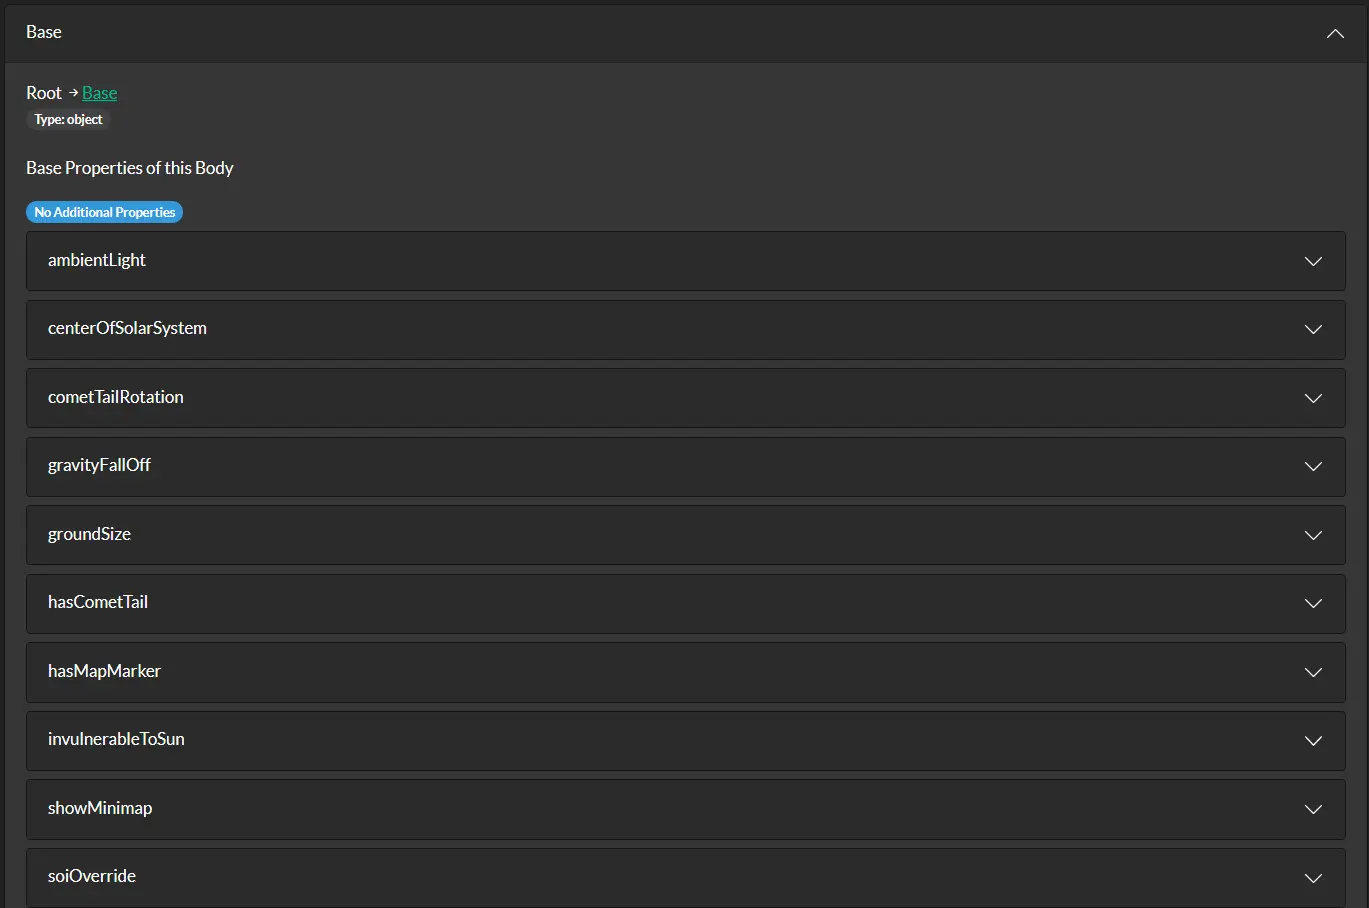 Base
Root → Base
Type: object
Base Properties of this Body
No Additional Properties
ambientLight
centerOfSolarSystem
cometTailRotation
gravityFallOff
groundSize
hasCometTail
hasMapMarker
invulnerableToSun
showMinimap
soiOverride